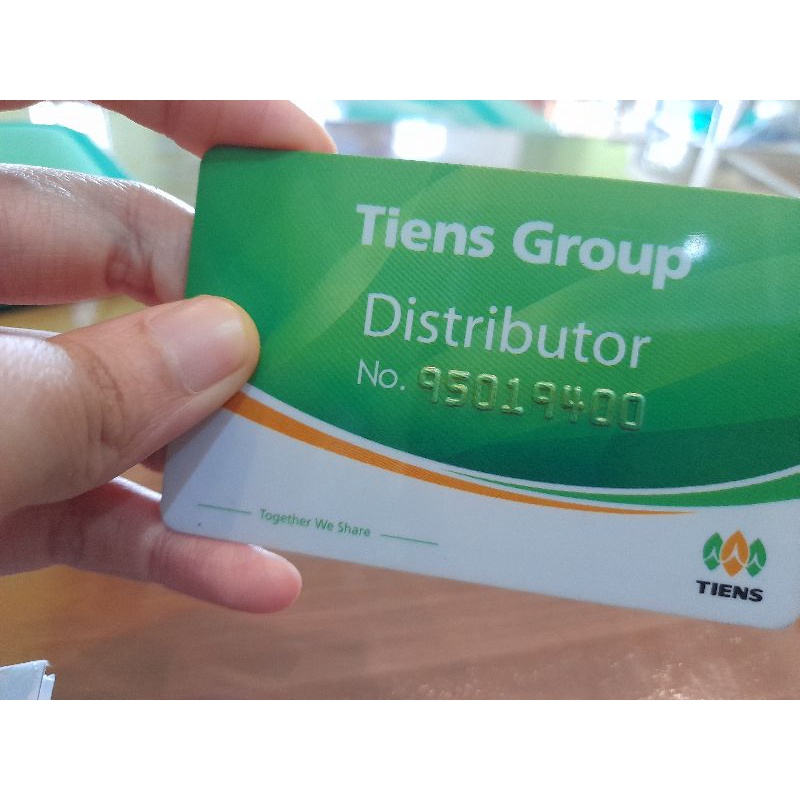 Tiens Group
Distributor
No. 95019400
Together We Share
TIENS